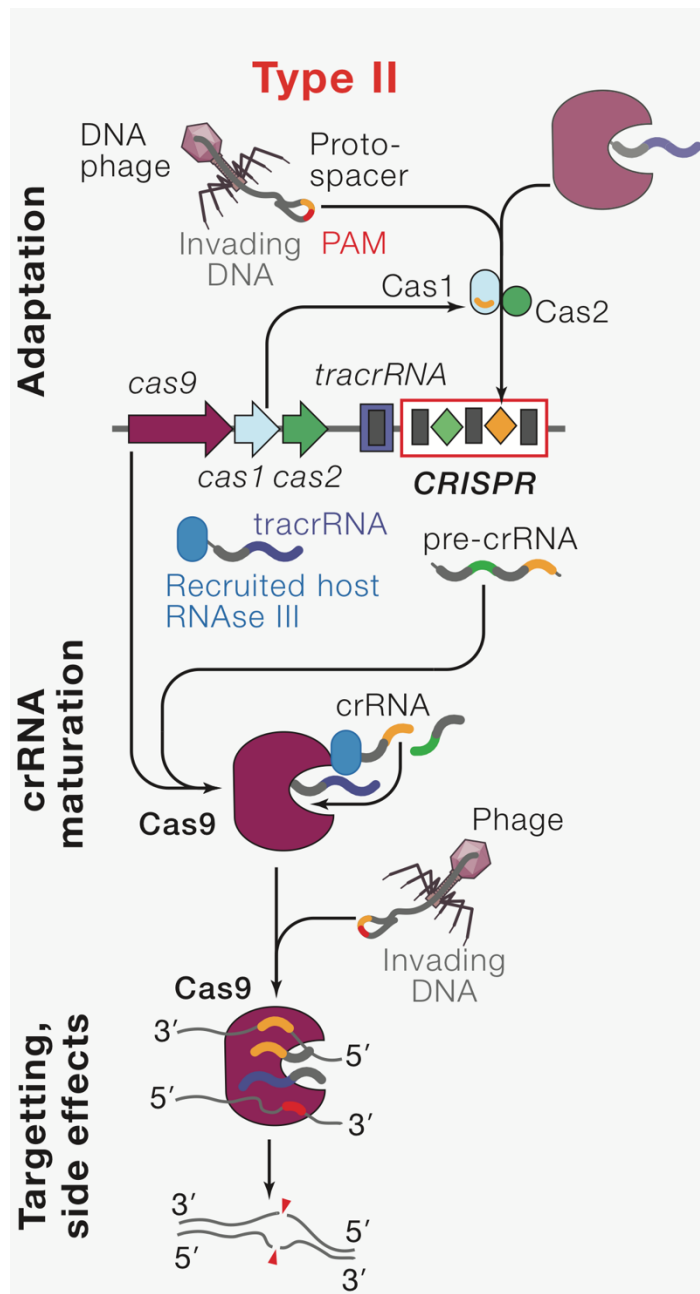 Type II
DNA
phage
Proto-
spacer
Invading
DNA
PAM
Adaptation
Cas1
Cas2
cas9
tracrRNA
cas1 cas2
CRISPR
tracrRNA
pre-crRNA
Recruited host
RNAse III
crRNA
maturation
crRNA
Cas9
Phage
Invading
DNA
Targetting,
side effects
Cas9
3′
5′
5′
3′
3′
5′
5′
3′